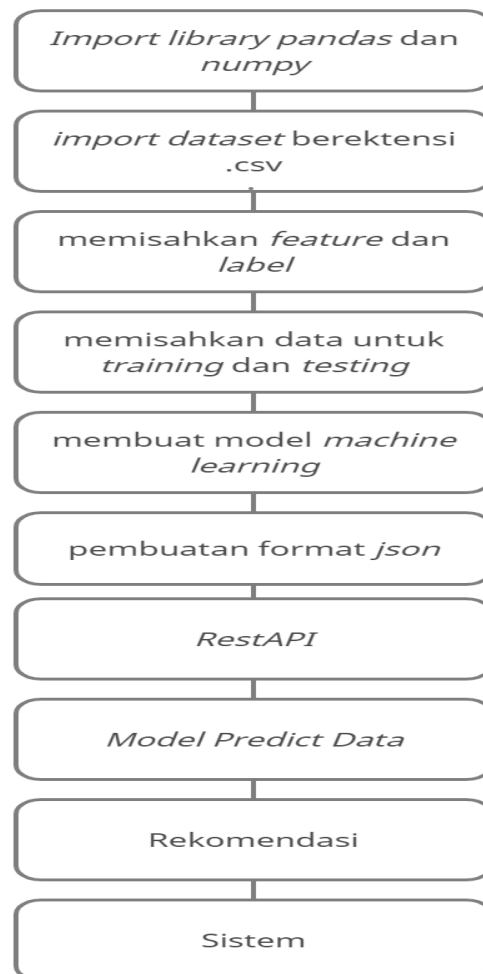 Import library pandas dan
numpy
import dataset berektensi
.csv
memisahkan feature dan
label
memisahkan data untuk
training dan testing
membuat model machine
learning
pembuatan format json
RestAPI
Model Predict Data
Rekomendasi
Sistem